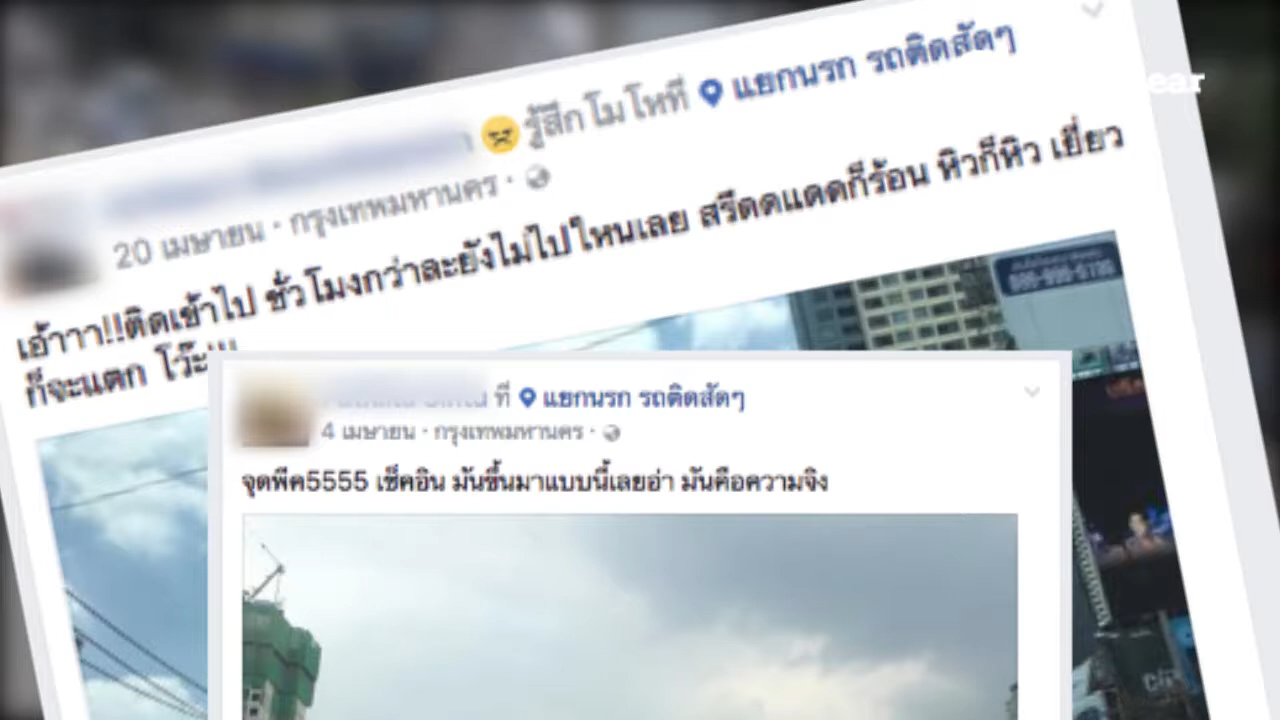 รู้สึกโมโหที่ แยกนรก รถติดสัดๆ
20 เมษายน · กรุงเทพมหานคร ·
เอ้าาา!!ติดเข้าไป ชั่วโมงกว่าละยังไม่ไปไหนเลย สรีดดแดดก็ร้อน หิวก็หิว เยี่ยว
ก็จะแตก โว๊ะ!!!
ที่ แยกนรก รถติดสัดๆ
4 เมษายน · กรุงเทพมหานคร ·
จุดพีค5555 เช็คอิน มันขึ้นมาแบบนี้เลยอ่า มันคือความจิง